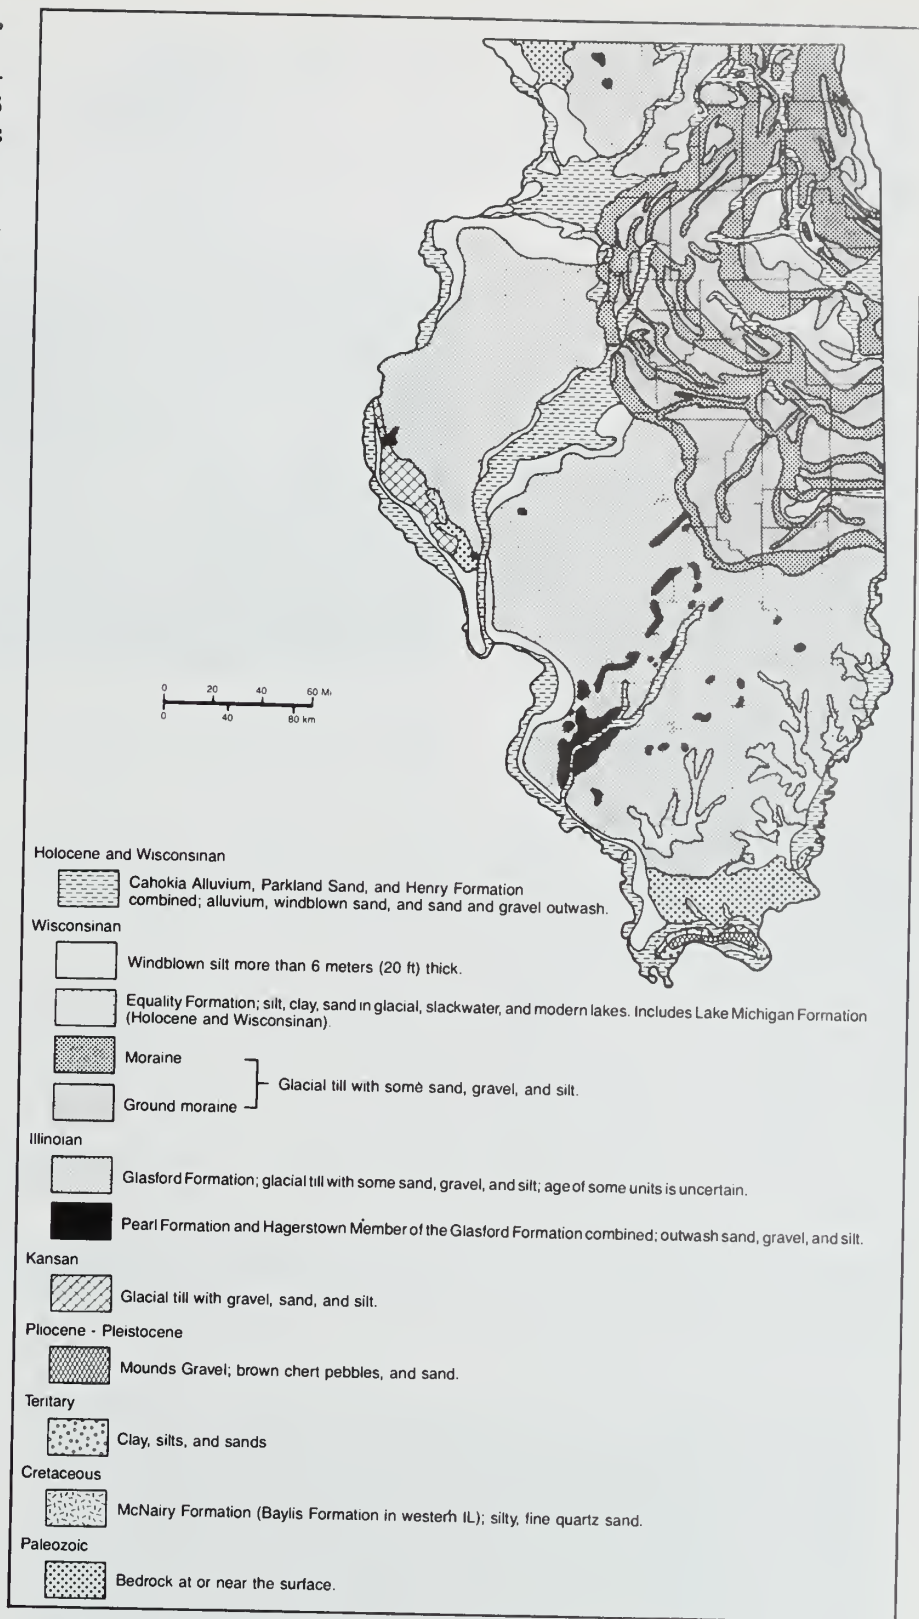 0 20 40 60 Mi
0 40 80 km
Holocene and Wisconsinan
Cahokia Alluvium, Parkland Sand, and Henry Formation
combined; alluvium, windblown sand, and sand and gravel outwash.
Wisconsinan
Windblown silt more than 6 meters (20 ft) thick.
Equality Formation; silt, clay, sand in glacial, slackwater, and modern lakes. Includes Lake Michigan Formation
(Holocene and Wisconsinan).
Moraine
Glacial till with some sand, gravel, and silt.
Ground moraine
Illinoian
Glasford Formation; glacial till with some sand, gravel, and silt; age of some units is uncertain.
Pearl Formation and Hagerstown Member of the Glasford Formation combined; outwash sand, gravel, and silt.
Kansan
Glacial till with gravel, sand, and silt.
Pliocene - Pleistocene
Mounds Gravel; brown chert pebbles, and sand.
Teritary
Clay, silts, and sands
Cretaceous
McNairy Formation (Baylis Formation in western IL); silty, fine quartz sand.
Paleozoic
Bedrock at or near the surface.